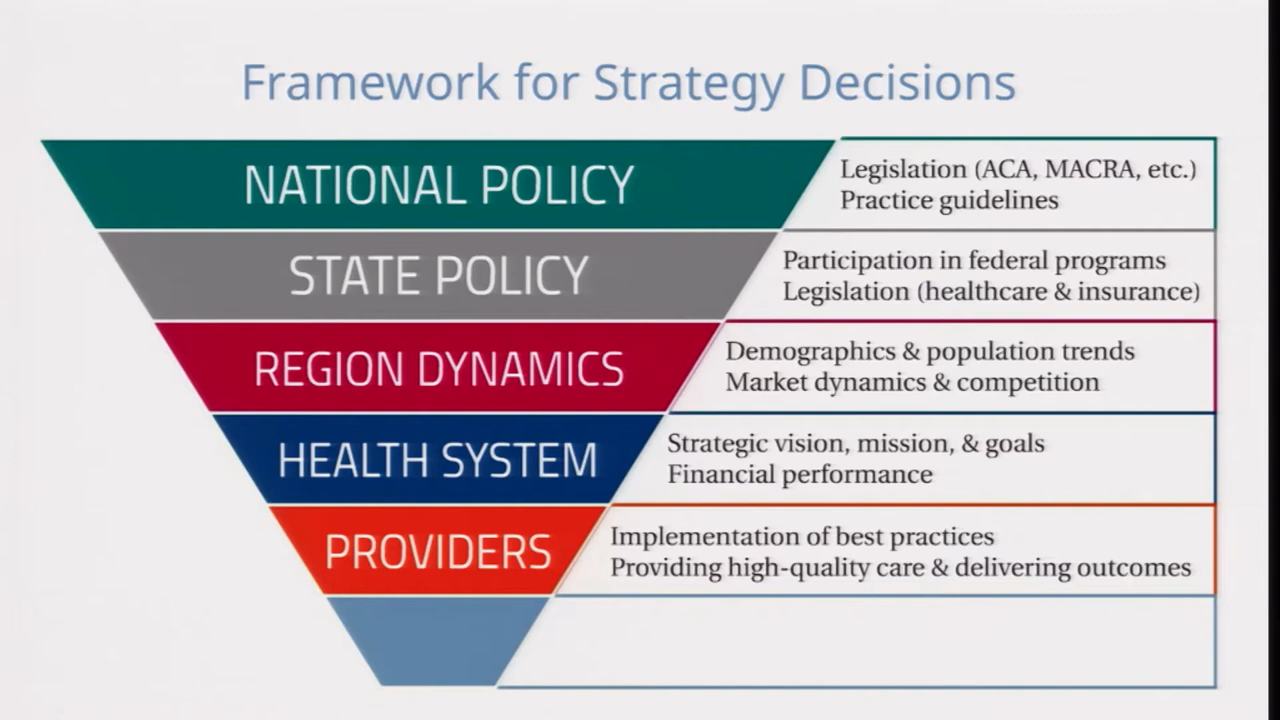 Framework for Strategy Decisions
NATIONAL POLICY
Legislation (ACA, MACRA, etc.)
Practice guidelines
STATE POLICY
Participation in federal programs
Legislation (healthcare & insurance)
REGION DYNAMICS
Demographics & population trends
Market dynamics & competition
HEALTH SYSTEM
Strategic vision, mission, & goals
Financial performance
PROVIDERS
Implementation of best practices
Providing high-quality care & delivering outcomes